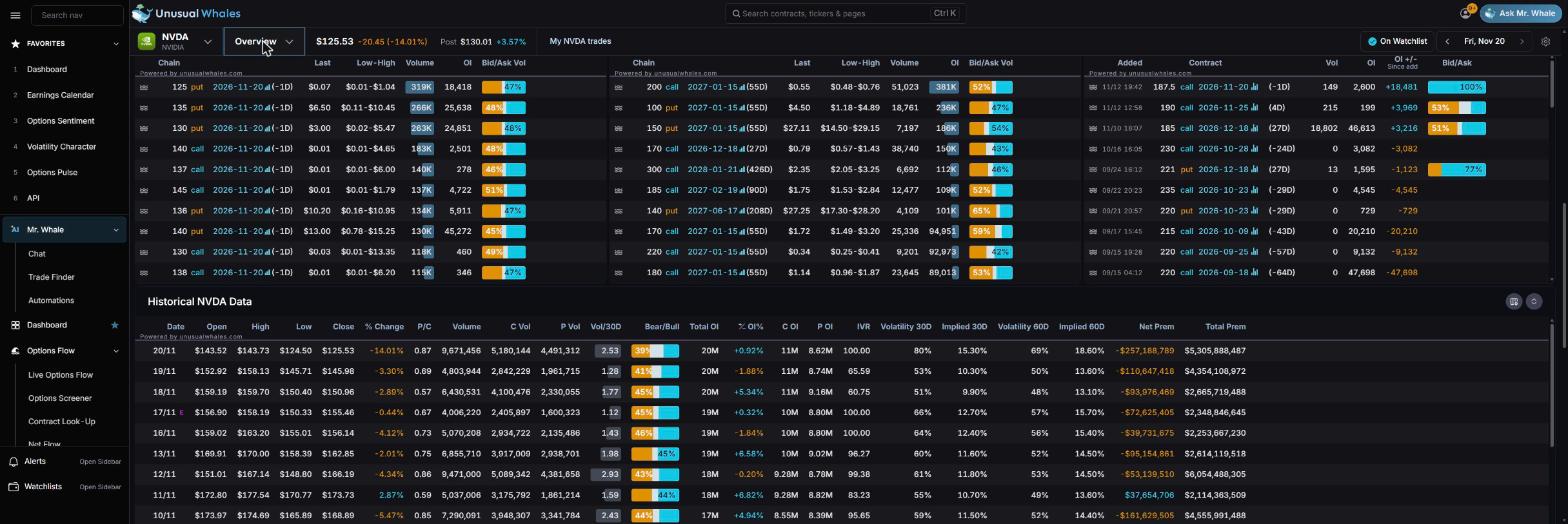 Search nav
Unusual Whales
Search contracts, tickers & pages
Ctrl K
9+
Ask Mr. Whale
FAVORITES
NVDA
NVIDIA
Overview
$125.53 -20.45 (-14.01%)
Post $130.01 +3.57%
My NVDA trades
On Watchlist
Fri, Nov 20
1 Dashboard
2 Earnings Calendar
3 Options Sentiment
4 Volatility Character
5 Options Pulse
6 API
AI Mr. Whale
Chat
Trade Finder
Automations
Dashboard
Options Flow
Live Options Flow
Options Screener
Contract Look-Up
Net Flow
Alerts Open Sidebar
Watchlists Open Sidebar
Chain Last Low-High Volume OI Bid/Ask Vol
Powered by unusualwhales.com
125 put 2026-11-20 (-1D) $0.07 $0.01-$1.04 319K 18,418 47%
135 put 2026-11-20 (-1D) $6.50 $0.11-$10.45 266K 25,638 48%
130 put 2026-11-20 (-1D) $3.00 $0.02-$5.47 263K 24,851 48%
140 call 2026-11-20 (-1D) $0.01 $0.01-$4.65 183K 2,501 48%
137 call 2026-11-20 (-1D) $0.01 $0.01-$6.00 140K 278 46%
145 call 2026-11-20 (-1D) $0.01 $0.01-$1.79 137K 4,722 51%
136 put 2026-11-20 (-1D) $10.20 $0.16-$10.95 134K 5,911 47%
140 put 2026-11-20 (-1D) $13.00 $0.78-$15.25 130K 45,272 45%
130 call 2026-11-20 (-1D) $0.03 $0.01-$13.35 118K 460 49%
138 call 2026-11-20 (-1D) $0.01 $0.01-$6.20 115K 346 47%
Chain Last Low-High Volume OI Bid/Ask Vol
Powered by unusualwhales.com
200 call 2027-01-15 (55D) $0.55 $0.48-$0.76 51,023 381K 52%
100 put 2027-01-15 (55D) $4.50 $1.18-$4.89 18,761 236K 47%
150 put 2027-01-15 (55D) $27.11 $14.50-$29.15 7,197 186K 54%
170 call 2026-12-18 (27D) $0.79 $0.57-$1.43 38,740 150K 43%
300 call 2028-01-21 (426D) $2.35 $2.05-$3.25 6,692 112K 46%
185 call 2027-02-19 (90D) $1.75 $1.53-$2.84 12,477 109K 52%
140 put 2027-06-17 (208D) $27.25 $17.30-$28.20 4,109 101K 65%
170 call 2027-01-15 (55D) $1.72 $1.49-$3.20 25,336 94,951 59%
220 call 2027-01-15 (55D) $0.34 $0.25-$0.41 9,201 92,973 42%
180 call 2027-01-15 (55D) $1.14 $0.96-$1.87 23,645 89,013 53%
Added Contract Vol OI OI +/- Bid/Ask
Since add
Powered by unusualwhales.com
11/12 19:42 187.5 call 2026-11-20 (-1D) 149 2,600 +18,481 100%
11/12 12:58 190 call 2026-11-25 (4D) 215 199 +3,969 53%
11/10 18:07 185 call 2026-12-18 (27D) 18,802 46,613 +3,216 51%
10/16 16:05 230 call 2026-10-28 (-24D) 0 3,082 -3,082
09/24 16:12 221 put 2026-12-18 (27D) 13 1,595 -1,123 77%
09/22 20:23 235 call 2026-10-23 (-29D) 0 4,545 -4,545
09/21 20:57 220 put 2026-10-23 (-29D) 0 729 -729
09/17 15:45 215 call 2026-10-09 (-43D) 0 20,210 -20,210
09/15 19:28 220 call 2026-09-25 (-57D) 0 9,132 -9,132
09/15 04:12 220 call 2026-09-18 (-64D) 0 47,698 -47,698
Historical NVDA Data
Date Open High Low Close % Change P/C Volume C Vol P Vol Vol/30D Bear/Bull Total OI % OI% C OI P OI IVR Volatility 30D Implied 30D Volatility 60D Implied 60D Net Prem Total Prem
Powered by unusualwhales.com
20/11 $143.52 $143.73 $124.50 $125.53 -14.01% 0.87 9,671,456 5,180,144 4,491,312 2.53 39% 20M +0.92% 11M 8.62M 100.00 80% 15.30% 69% 18.60% -$257,188,789 $5,305,888,487
19/11 $152.92 $158.13 $145.71 $145.98 -3.30% 0.69 4,803,944 2,842,229 1,961,715 1.28 41% 20M -1.88% 11M 8.74M 65.59 53% 10.30% 50% 13.60% -$110,647,418 $4,354,108,972
18/11 $159.19 $159.70 $140.40 $150.96 -2.89% 0.57 6,430,531 4,100,476 2,330,055 1.77 45% 20M +5.34% 11M 9.16M 60.75 51% 9.90% 48% 13.10% -$93,976,469 $2,665,719,488
17/11 E $156.90 $158.19 $150.33 $155.46 -0.44% 0.67 4,006,220 2,405,897 1,600,323 1.12 45% 19M +0.32% 10M 8.80M 100.00 66% 12.70% 57% 15.70% -$72,625,405 $2,348,846,645
16/11 $159.02 $163.20 $155.01 $156.14 -4.12% 0.73 5,070,208 2,934,722 2,135,486 1.43 46% 19M -1.84% 10M 8.80M 100.00 64% 12.40% 56% 15.40% -$39,731,675 $2,253,667,230
13/11 $169.91 $170.00 $158.39 $162.85 -2.01% 0.75 6,855,710 3,917,009 2,938,701 1.98 45% 19M +6.58% 10M 9.02M 96.27 60% 11.80% 52% 14.50% -$95,154,861 $2,614,119,518
12/11 $151.01 $167.14 $148.80 $166.19 -4.34% 0.86 9,471,000 5,089,342 4,381,658 2.93 43% 18M -0.20% 9.28M 8.78M 99.38 61% 11.80% 53% 14.50% -$53,139,510 $6,054,488,305
11/11 $172.80 $177.54 $170.77 $173.73 2.87% 0.59 5,037,006 3,175,792 1,861,214 1.59 44% 18M +6.82% 9.28M 8.82M 83.23 55% 10.70% 49% 13.60% $37,654,706 $2,114,363,509
10/11 $173.97 $174.69 $165.89 $168.89 -5.47% 0.85 7,290,091 3,948,307 3,341,784 2.43 44% 17M +4.94% 8.55M 8.39M 95.65 59% 11.50% 52% 14.40% -$161,629,505 $4,555,991,488